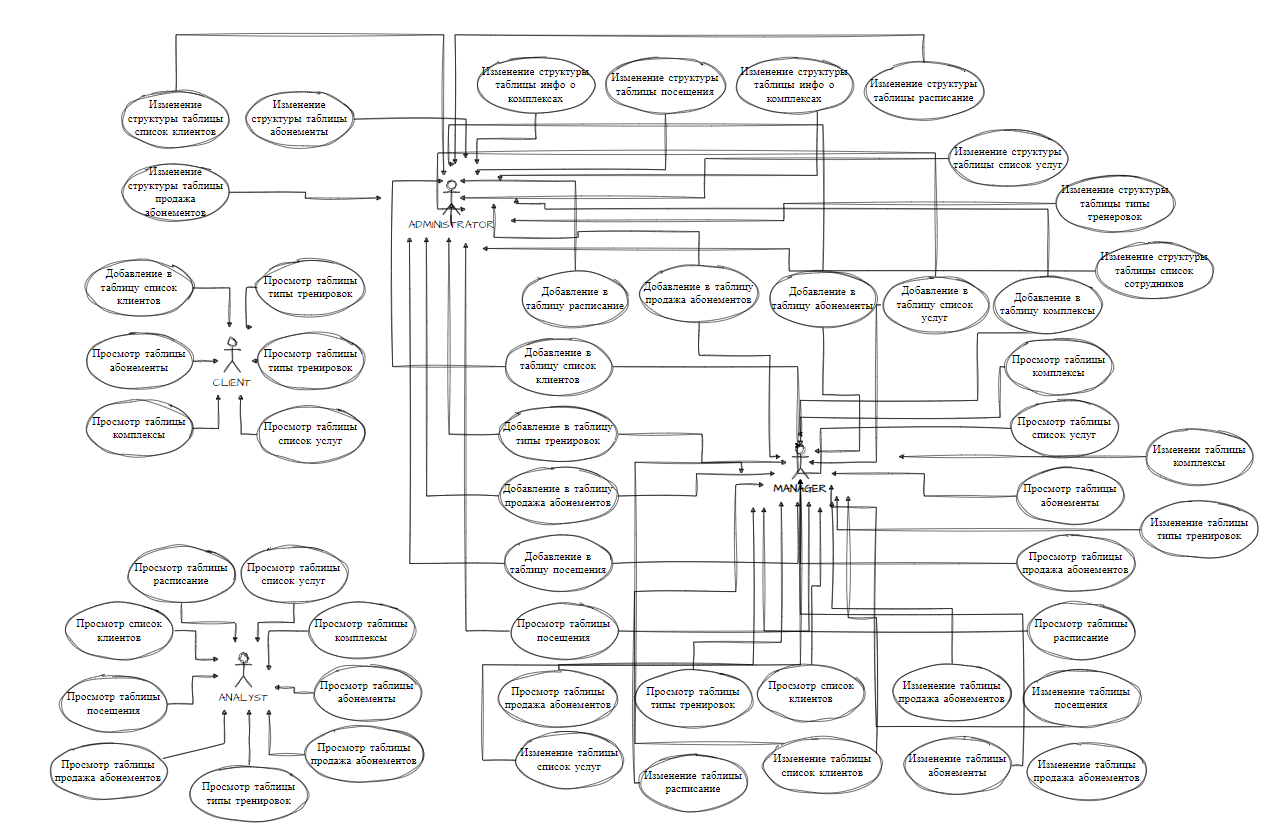 Изменение структуры
таблицы инфо о
комплексах
Изменение структуры
таблицы посещения
Изменение структуры
таблицы инфо о
комплексах
Изменение структуры
таблицы расписание
Изменение
структуры таблицы
список клиентов
Изменение
структуры таблицы
абонементы
Изменение структуры
таблицы список услуг
Изменение
структуры таблицы
продажа
абонементов
Изменение структуры
таблицы типы
тренеровок
ADMINISTRATOR
Изменение структуры
таблицы список
сотрудников
Добавление в
таблицу список
клиентов
Просмотр таблицы
типы тренировок
Добавление в
таблицу расписание
Добавление в таблицу
продажа абонементов
Добавление в
таблицу абонементы
Добавление в
таблицу список
услуг
Добавление в
таблицу комплексы
Просмотр таблицы
абонементы
Просмотр таблицы
типы тренировок
CLIENT
Добавление в
таблицу список
клиентов
Просмотр таблицы
комплексы
Просмотр таблицы
комплексы
Просмотр таблицы
список услуг
Добавление в таблицу
типы тренировок
Просмотр таблицы
список услуг
Изменени таблицы
комплексы
MANAGER
Добавление в таблицу
продажа абонементов
Просмотр таблицы
абонементы
Изменение таблицы
типы тренировок
Добавление в
таблицу посещения
Просмотр таблицы
продажа абонементов
Просмотр таблицы
расписание
Просмотр таблицы
список услуг
Просмотр список
клиентов
Просмотр таблицы
комплексы
Просмотр таблицы
посещения
Просмотр таблицы
расписание
ANALYST
Просмотр таблицы
посещения
Просмотр таблицы
абонементы
Просмотр таблицы
продажа абонементов
Просмотр таблицы
типы тренировок
Просмотр список
клиентов
Изменение таблицы
продажа абонементов
Изменение таблицы
посещения
Просмотр таблицы
продажа абонементов
Просмотр таблицы
продажа абонементов
Просмотр таблицы
типы тренировок
Изменение таблицы
список услуг
Изменение таблицы
расписание
Изменение таблицы
список клиентов
Изменение таблицы
абонементы
Изменение таблицы
продажа абонементов